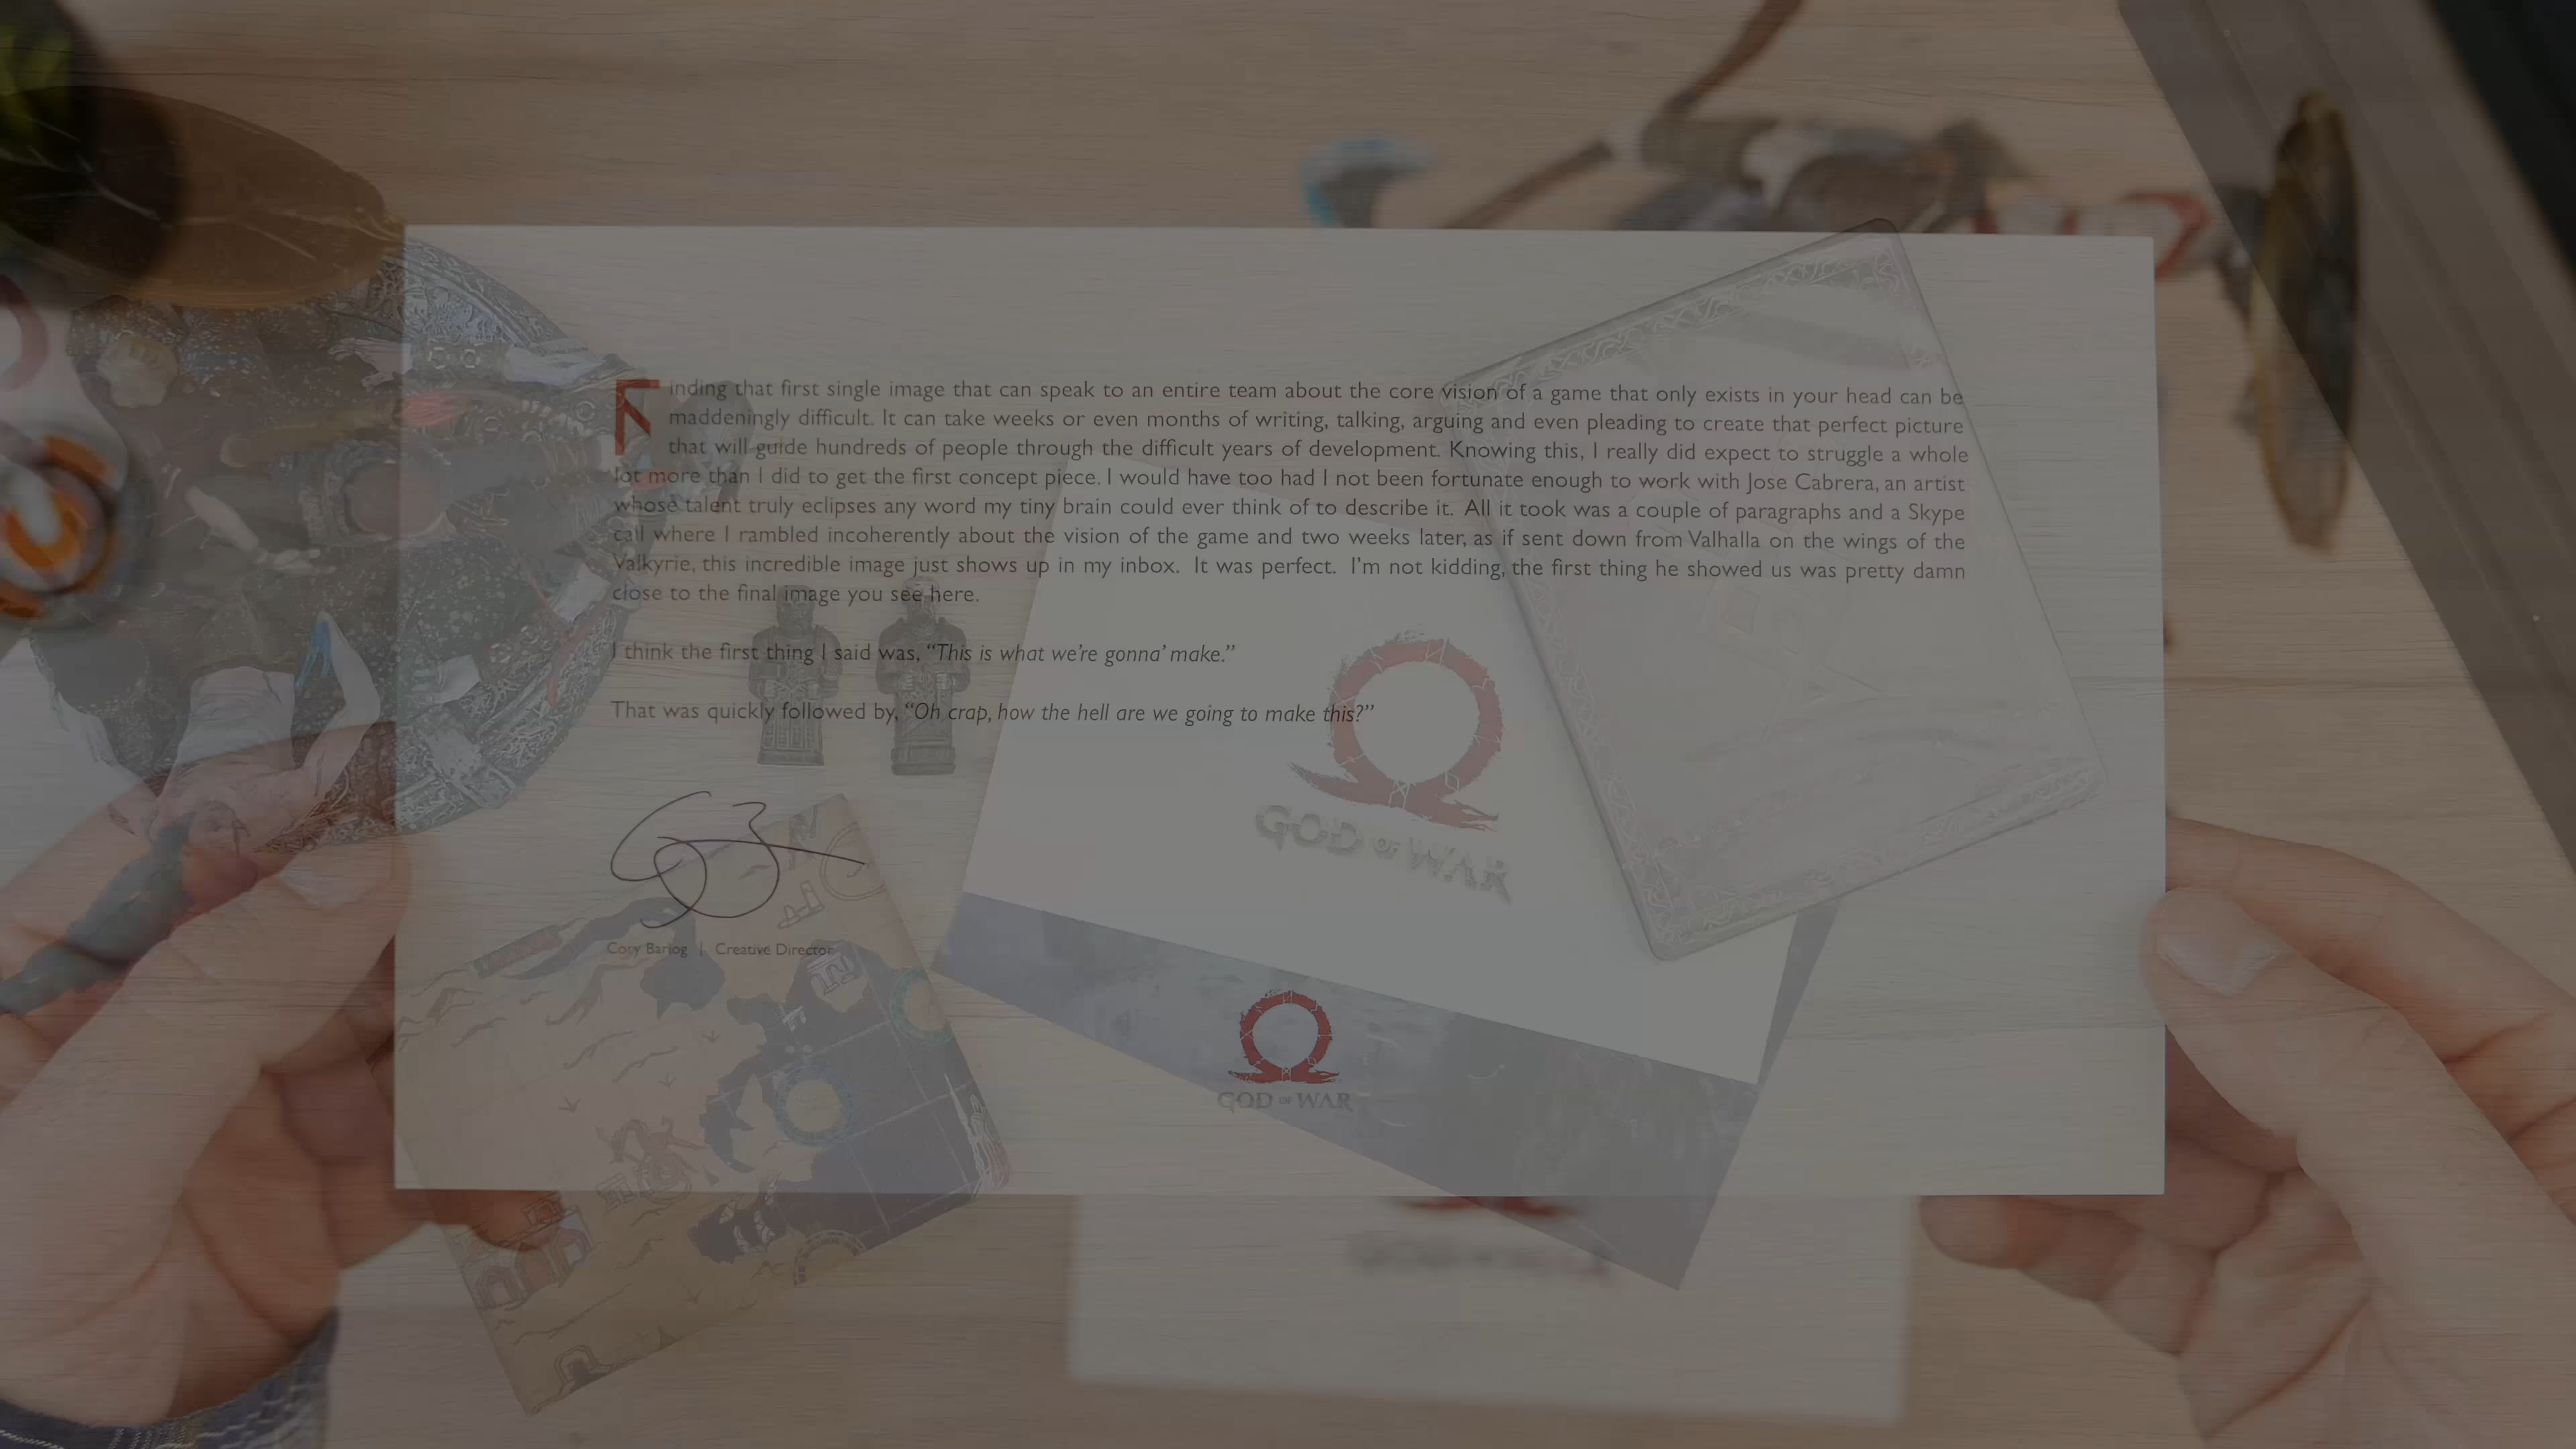 Finding that first single image that can speak to an entire team about the core vision of a game that only exists in your head can be
maddeningly difficult. It can take weeks or even months of writing, talking, arguing and even pleading to create that perfect picture
that will guide hundreds of people through the difficult years of development. Knowing this, I really did expect to struggle a whole
lot more than I did to get the first concept piece. I would have too had I not been fortunate enough to work with Jose Cabrera, an artist
whose talent truly eclipses any word my tiny brain could ever think of to describe it. All it took was a couple of paragraphs and a Skype
call where I rambled incoherently about the vision of the game and two weeks later, as if sent down from Valhalla on the wings of the
Valkyrie, this incredible image just shows up in my inbox. It was perfect. I'm not kidding, the first thing he showed us was pretty damn
close to the final image you see here.
I think the first thing I said was, “This is what we’re gonna’ make.”
That was quickly followed by, “Oh crap, how the hell are we going to make this?”
GOD OF WAR
Cory Barlog | Creative Director
GOD OF WAR